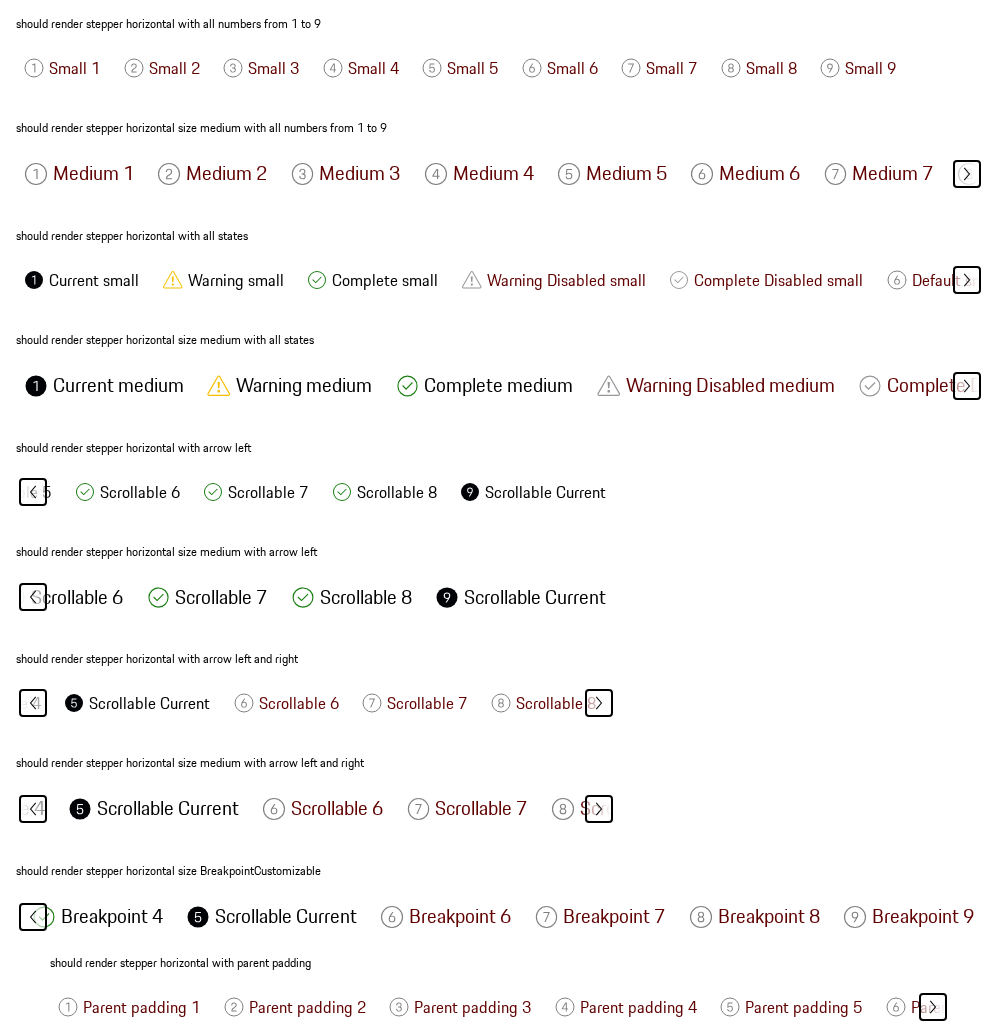 should render stepper horizontal with all numbers from 1 to 9
1 Small 1 2 Small 2 3 Small 3 4 Small 4 5 Small 5 6 Small 6 7 Small 7 8 Small 8 9 Small 9
should render stepper horizontal size medium with all numbers from 1 to 9
1 Medium 1 2 Medium 2 3 Medium 3 4 Medium 4 5 Medium 5 6 Medium 6 7 Medium 7
should render stepper horizontal with all states
1 Current small Warning small Complete small Warning Disabled small Complete Disabled small 6 Default
should render stepper horizontal size medium with all states
1 Current medium Warning medium Complete medium Warning Disabled medium Complete
should render stepper horizontal with arrow left
5 Scrollable 6 Scrollable 7 Scrollable 8 9 Scrollable Current
should render stepper horizontal size medium with arrow left
Scrollable 6 Scrollable 7 Scrollable 8 9 Scrollable Current
should render stepper horizontal with arrow left and right
4 5 Scrollable Current 6 Scrollable 6 7 Scrollable 7 8 Scrollable 8
should render stepper horizontal size medium with arrow left and right
4 5 Scrollable Current 6 Scrollable 6 7 Scrollable 7 8
should render stepper horizontal size BreakpointCustomizable
Breakpoint 4 5 Scrollable Current 6 Breakpoint 6 7 Breakpoint 7 8 Breakpoint 8 9 Breakpoint 9
should render stepper horizontal with parent padding
1 Parent padding 1 2 Parent padding 2 3 Parent padding 3 4 Parent padding 4 5 Parent padding 5 6